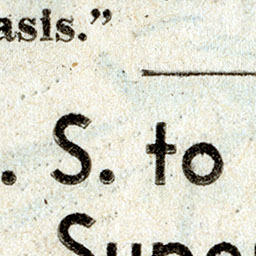 asis.”
. S. to